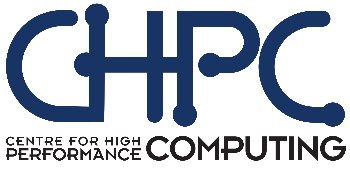 CHPC
CENTRE FOR HIGH
PERFORMANCE COMPUTING